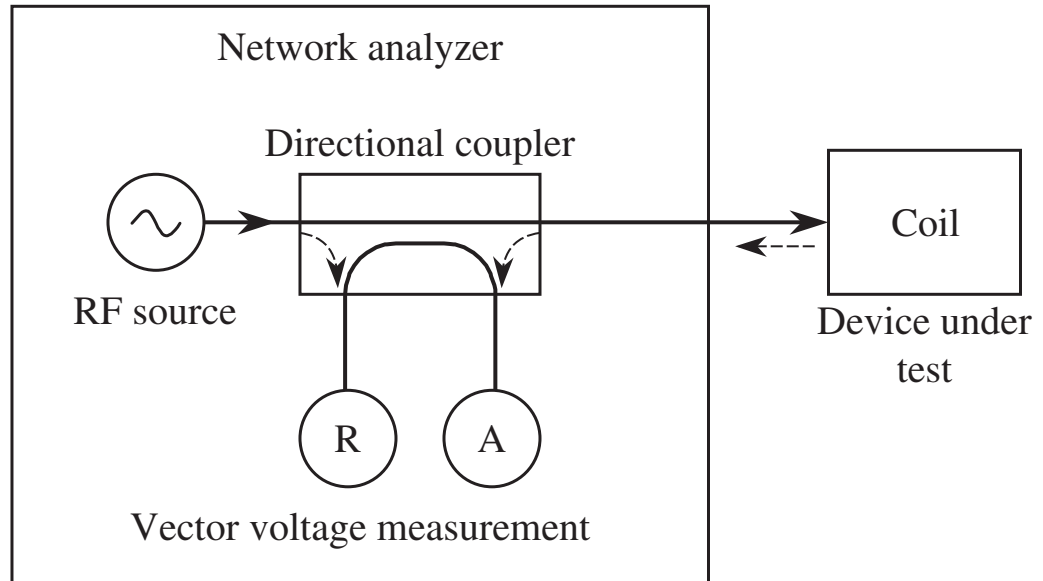 Network analyzer
Directional coupler
Coil
RF source
Device under
test
R
A
Vector voltage measurement